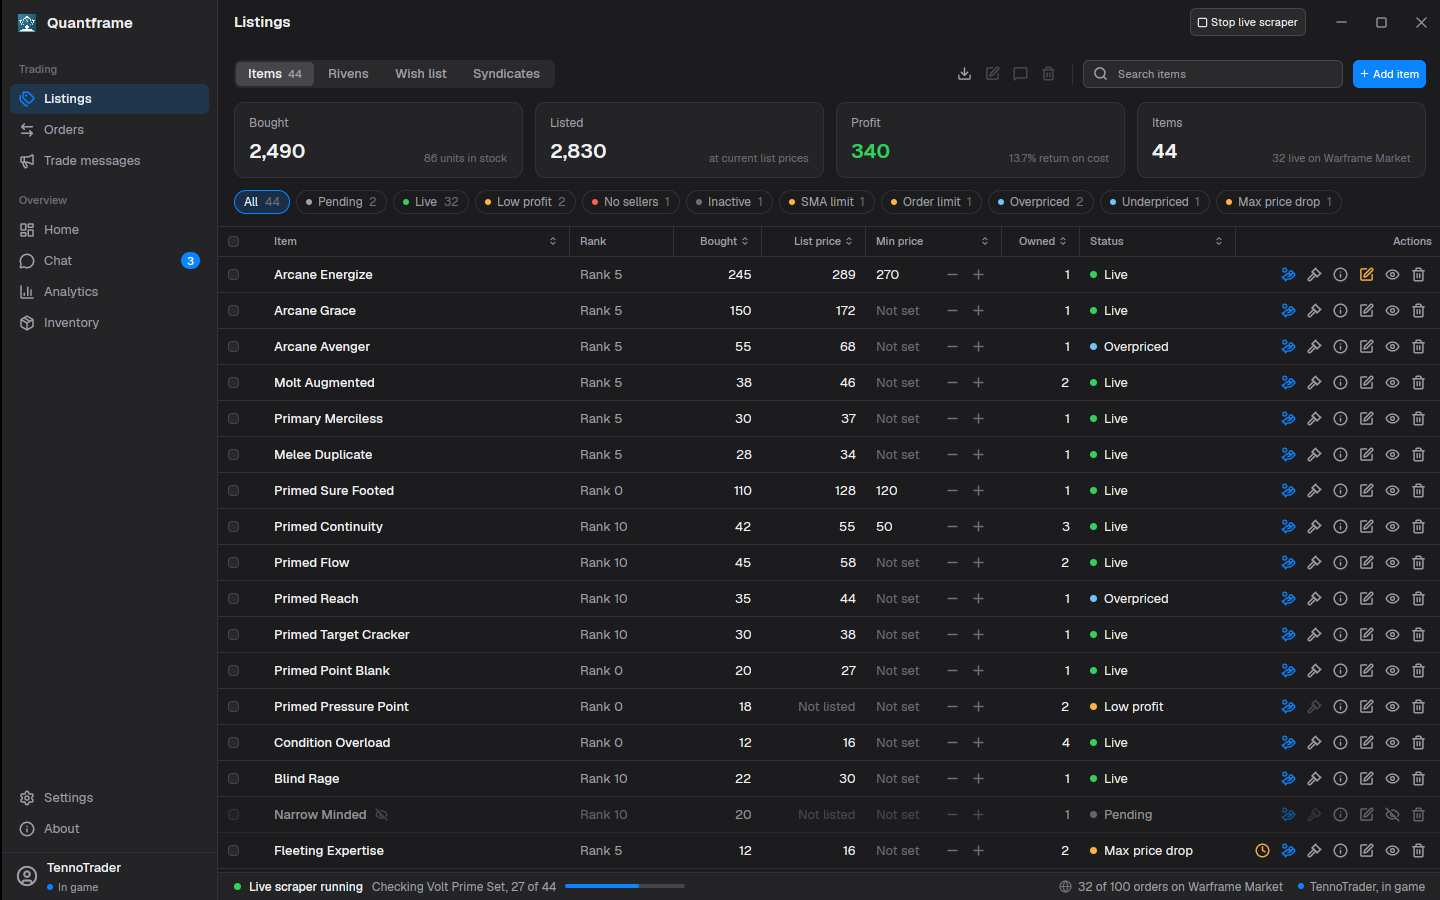 Quantframe
Listings
Stop live scraper
Trading
Listings
Orders
Trade messages
Overview
Home
Chat 3
Analytics
Inventory
Settings
About
TennoTrader
In game
Items 44 Rivens Wish list Syndicates
Search items
+ Add item
Bought
2,490 86 units in stock
Listed
2,830 at current list prices
Profit
340 13.7% return on cost
Items
44 32 live on Warframe Market
All 44 Pending 2 Live 32 Low profit 2 No sellers 1 Inactive 1 SMA limit 1 Order limit 1 Overpriced 2 Underpriced 1 Max price drop 1
Item Rank Bought List price Min price Owned Status Actions
Arcane Energize Rank 5 245 289 270 1 Live
Arcane Grace Rank 5 150 172 Not set 1 Live
Arcane Avenger Rank 5 55 68 Not set 1 Overpriced
Molt Augmented Rank 5 38 46 Not set 2 Live
Primary Merciless Rank 5 30 37 Not set 1 Live
Melee Duplicate Rank 5 28 34 Not set 1 Live
Primed Sure Footed Rank 0 110 128 120 1 Live
Primed Continuity Rank 10 42 55 50 3 Live
Primed Flow Rank 10 45 58 Not set 2 Live
Primed Reach Rank 10 35 44 Not set 1 Overpriced
Primed Target Cracker Rank 10 30 38 Not set 1 Live
Primed Point Blank Rank 0 20 27 Not set 1 Live
Primed Pressure Point Rank 0 18 Not listed Not set 2 Low profit
Condition Overload Rank 0 12 16 Not set 4 Live
Blind Rage Rank 10 22 30 Not set 1 Live
Narrow Minded Rank 10 20 Not listed Not set 1 Pending
Fleeting Expertise Rank 5 12 16 Not set 2 Max price drop
Live scraper running Checking Volt Prime Set, 27 of 44
32 of 100 orders on Warframe Market TennoTrader, in game